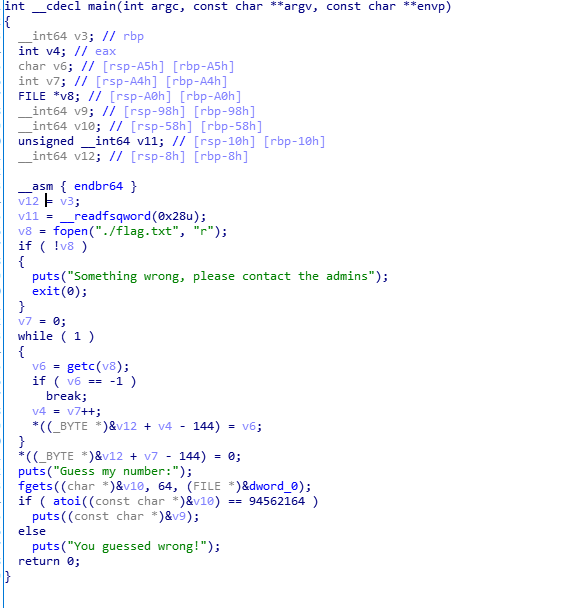 int __cdecl main(int argc, const char **argv, const char **envp)
{
__int64 v3; // rbp
int v4; // eax
char v6; // [rsp-A5h] [rbp-A5h]
int v7; // [rsp-A4h] [rbp-A4h]
FILE *v8; // [rsp-A0h] [rbp-A0h]
__int64 v9; // [rsp-98h] [rbp-98h]
__int64 v10; // [rsp-58h] [rbp-58h]
unsigned __int64 v11; // [rsp-10h] [rbp-10h]
__int64 v12; // [rsp-8h] [rbp-8h]
__asm { endbr64 }
v12 = v3;
v11 = __readfsqword(0x28u);
v8 = fopen("./flag.txt", "r");
if ( !v8 )
{
puts("Something wrong, please contact the admins");
exit(0);
}
v7 = 0;
while ( 1 )
{
v6 = getc(v8);
if ( v6 == -1 )
break;
v4 = v7++;
*((_BYTE *)&v12 + v4 - 144) = v6;
}
*((_BYTE *)&v12 + v7 - 144) = 0;
puts("Guess my number:");
fgets((char *)&v10, 64, (FILE *)&dword_0);
if ( atoi((const char *)&v10) == 94562164 )
puts((const char *)&v9);
else
puts("You guessed wrong!");
return 0;
}